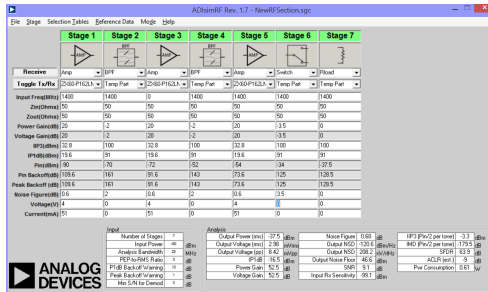 ADIsimRF Rev. 1.7 - NewRFSection.sgc
File Stage Selection Tables Reference Data Mode Help
Stage 1 Stage 2 Stage 3 Stage 4 Stage 5 Stage 6 Stage 7
AMP BPF AMP BPF AMP
Receive Amp BPF Amp BPF Amp Switch Rload
Toggle Tx/Rx ZX60-P162LN Temp Part ZX60-P162LN Temp Part ZX60-P162LN Temp Part Temp Part
Input Freq(MHz) 1400 1400 0 1400 1400 1400 1400
Zin(Ohms) 50 50 50 50 50 50 50
Zout(Ohms) 50 50 50 50 50 50 50
Power Gain(dB) 20 -2 20 -2 20 -3.5 0
Voltage Gain(dB) 20 -2 20 -2 20 -3.5 0
IIP3(dBm) 32.8 100 32.8 100 32.8 100 100
IP1dB(dBm) 19.6 91 19.6 91 19.6 91 91
Pin(dBm) -90 -70 -72 -52 -54 -34 -37.5
Pin Backoff(dB) 109.6 161 91.6 143 73.6 125 128.5
Peak Backoff (dB) 109.6 161 91.6 143 73.6 125 128.5
Noise Figure(dB) 0.6 2 0.6 2 0.6 3.5 0
Voltage(V) 4 0 4 0 4 0
Current(mA) 51 0 51 0 51 0 0
Input
Number of Stages 7
Input Power -90 dBm
Analysis Bandwidth MHz
PEP-to-RMS Ratio 0 dB
P1dB Backoff Warning dB
Peak Backoff Warning dB
Min S/N for Demod 0 dB
Analysis
Output Power (rms) -37.5 dBm
Output Voltage (rms) 2.98 mVrms
Output Voltage (pp) 8.42 mVpp
IP1dB -16.5 dBm
Power Gain 52.5 dB
Voltage Gain 52.5 dB
Noise Figure 0.68 dB
Output NSD -120.6 dBm/Hz
Output NSD 208.2
Output Noise Floor -46.6 dBm
SNR 9.1 dB
Input Rx Sensitivity -99.1 dBm
IIP3 (Pin/2 per tone) -3.3 dBm
IMD (Pin/2 per tone) -179.5 dBm
SFDR 63.9 dB
ACLR (est.) -9 dB
Pwr Consumption 0.61 W
ANALOG
DEVICES